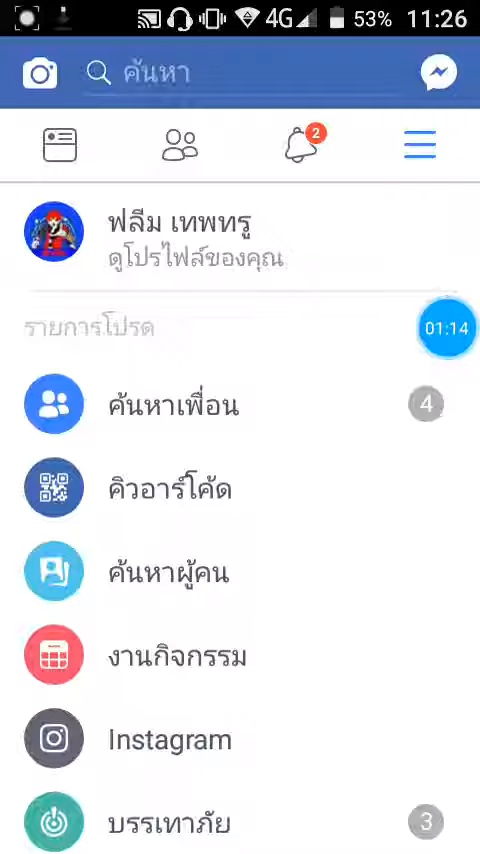 4G 53% 11:26
ค้นหา
2
ฟลีม เทพทรู
ดูโปรไฟล์ของคุณ
รายการโปรด
01:14
ค้นหาเพื่อน 4
คิวอาร์โค้ด
ค้นหาผู้คน
งานกิจกรรม
Instagram
บรรเทาภัย 3